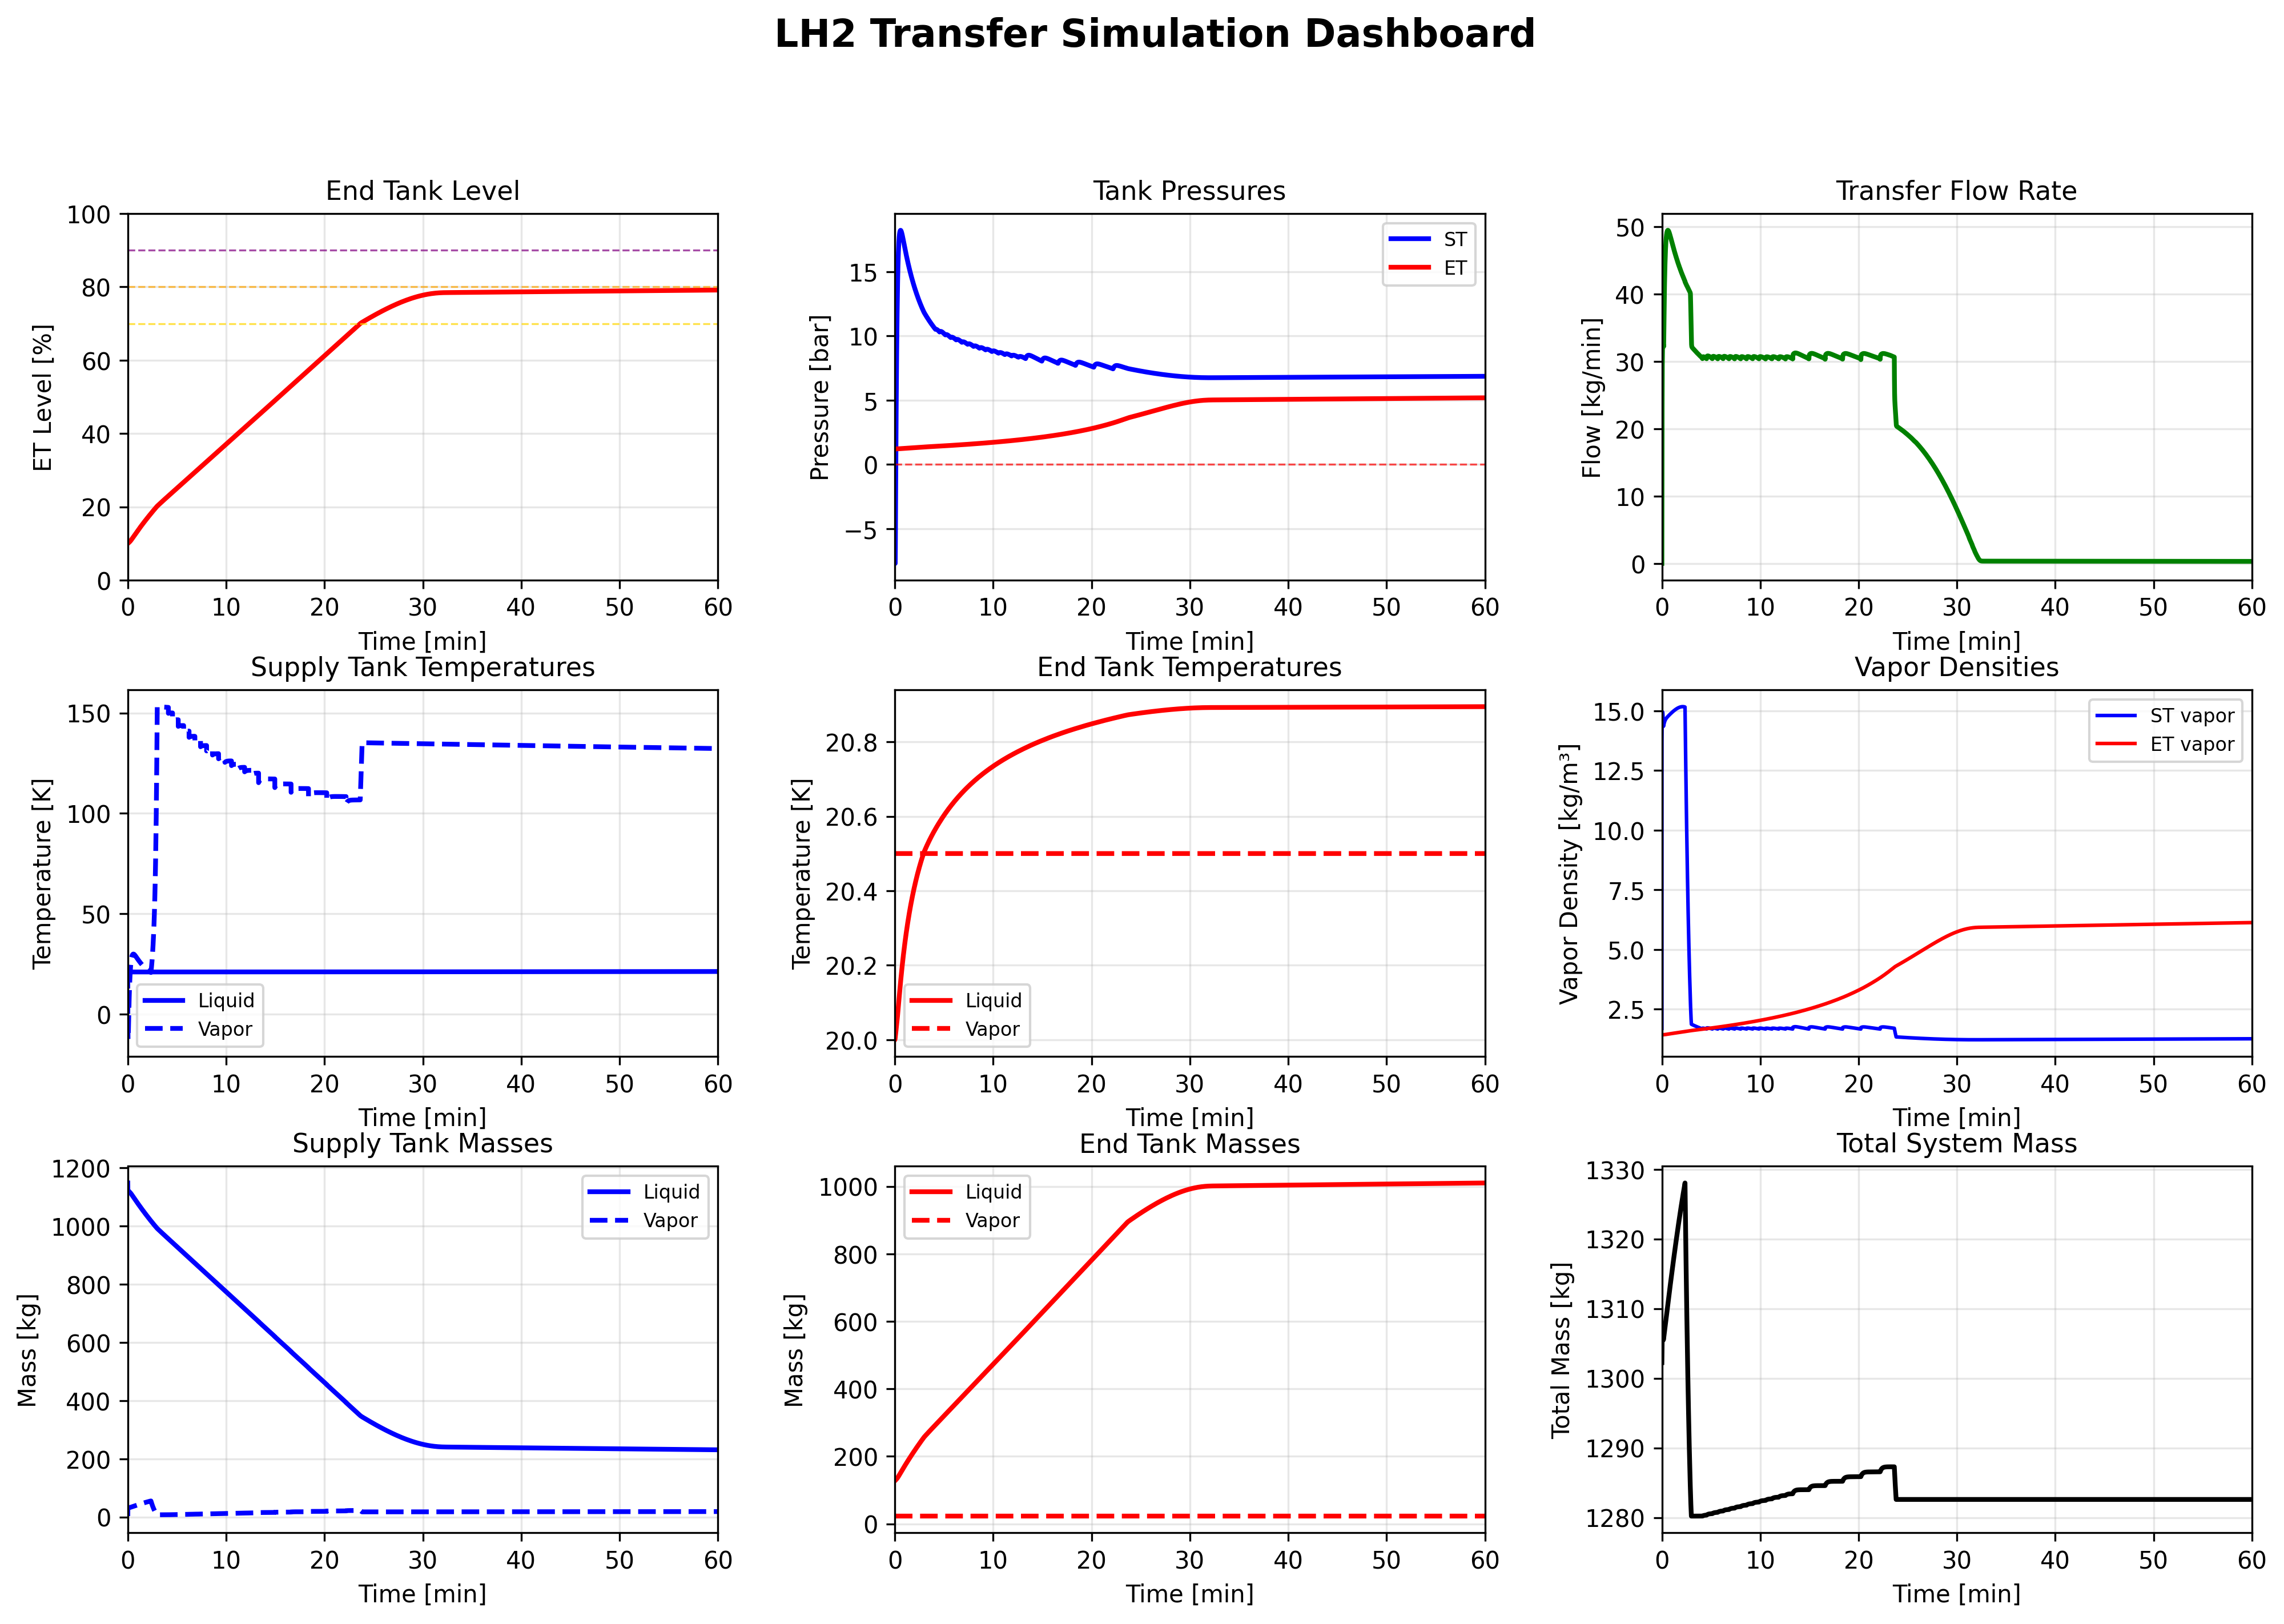 LH2 Transfer Simulation Dashboard
End Tank Level
ET Level [%]
100
80
60
40
20
0
0 10 20 30 40 50 60
Time [min]
Tank Pressures
Pressure [bar]
15
10
5
0
−5
ST
ET
0 10 20 30 40 50 60
Time [min]
Transfer Flow Rate
Flow [kg/min]
50
40
30
20
10
0
0 10 20 30 40 50 60
Time [min]
Supply Tank Temperatures
Temperature [K]
150
100
50
0
Liquid
Vapor
0 10 20 30 40 50 60
Time [min]
End Tank Temperatures
Temperature [K]
20.8
20.6
20.4
20.2
20.0
Liquid
Vapor
0 10 20 30 40 50 60
Time [min]
Vapor Densities
Vapor Density [kg/m³]
15.0
12.5
10.0
7.5
5.0
2.5
ST vapor
ET vapor
0 10 20 30 40 50 60
Time [min]
Supply Tank Masses
Mass [kg]
1200
1000
800
600
400
200
0
Liquid
Vapor
0 10 20 30 40 50 60
Time [min]
End Tank Masses
Mass [kg]
1000
800
600
400
200
0
Liquid
Vapor
0 10 20 30 40 50 60
Time [min]
Total System Mass
Total Mass [kg]
1330
1320
1310
1300
1290
1280
0 10 20 30 40 50 60
Time [min]